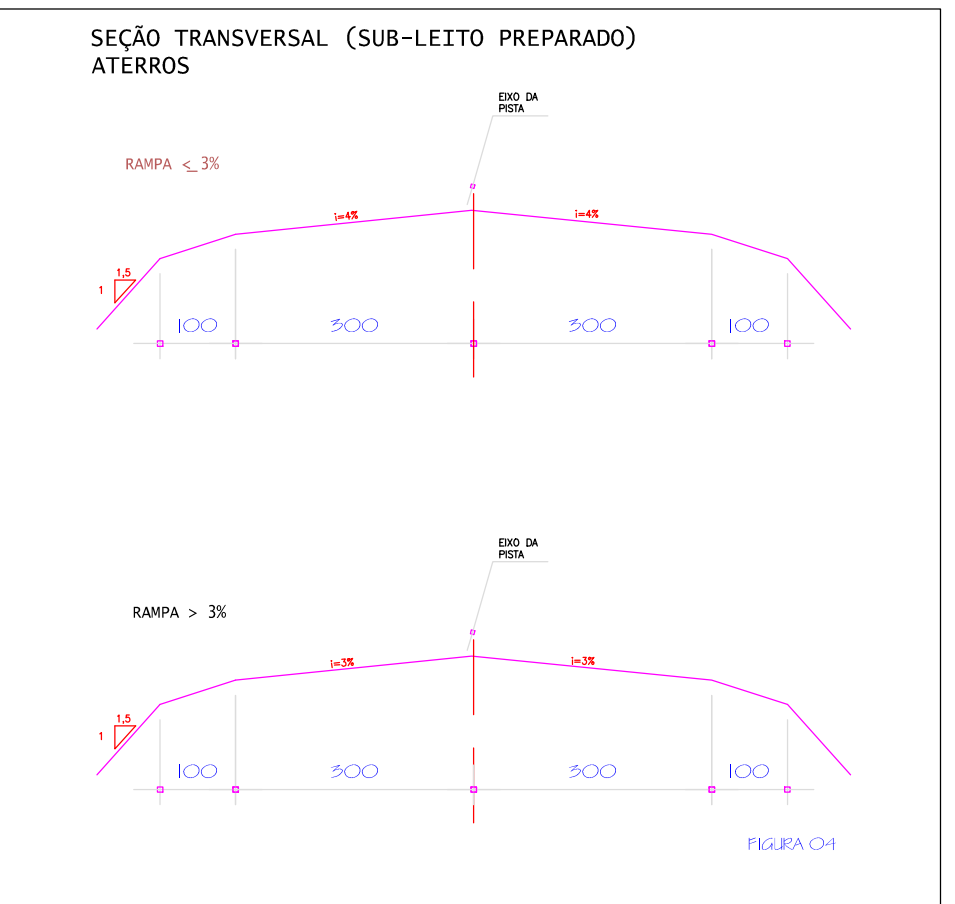 SEÇÃO TRANSVERSAL (SUB-LEITO PREPARADO)
ATERROS
EIXO DA
PISTA
RAMPA ≤ 3%
i=4%
i=4%
1,5
1
100
300
300
100
EIXO DA
PISTA
RAMPA > 3%
i=3%
i=3%
1,5
1
100
300
300
100
FIGURA 04